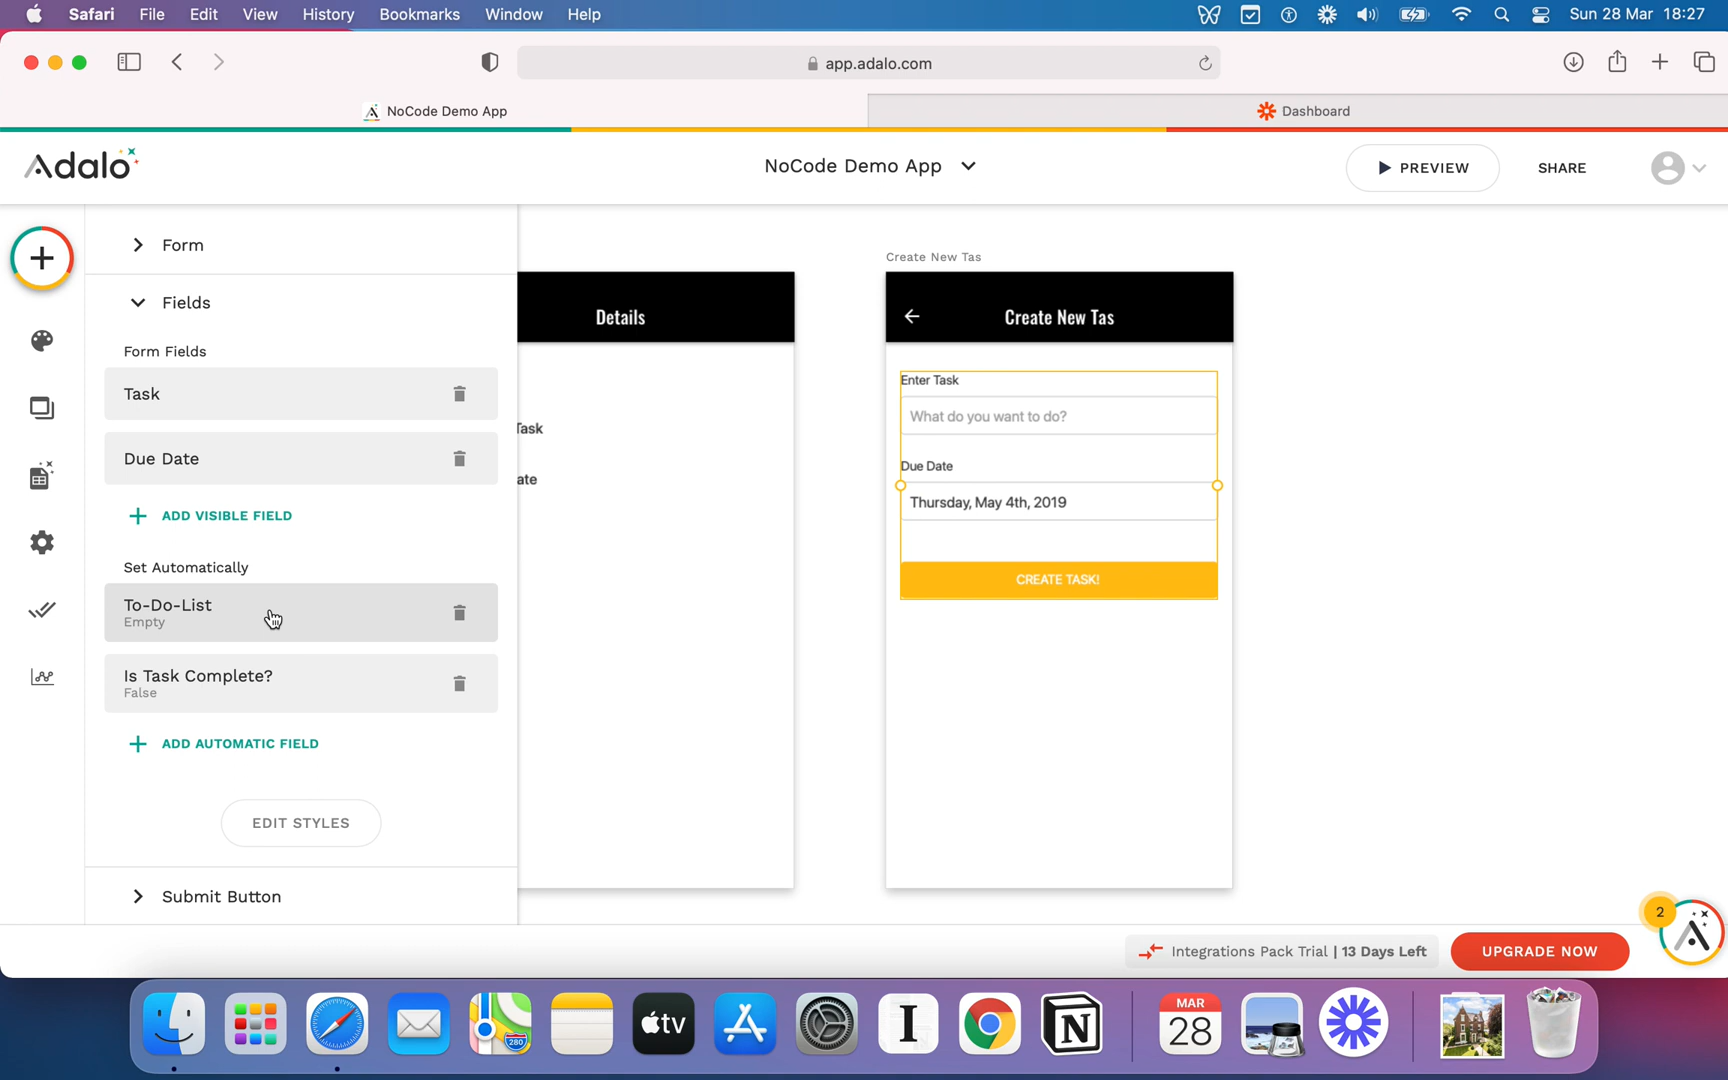 Safari File Edit View History Bookmarks Window Help Sun 28 Mar 18:27
app.adalo.com
NoCode Demo App Dashboard
Adalo NoCode Demo App PREVIEW SHARE
Form
Fields
Form Fields
Task
Due Date
ADD VISIBLE FIELD
Set Automatically
To-Do-List
Empty
Is Task Complete?
False
ADD AUTOMATIC FIELD
EDIT STYLES
Submit Button
Details
Task
ate
Create New Tas
Create New Tas
Enter Task
What do you want to do?
Due Date
Thursday, May 4th, 2019
CREATE TASK!
2
Integrations Pack Trial | 13 Days Left UPGRADE NOW
280
tv
MAR
28